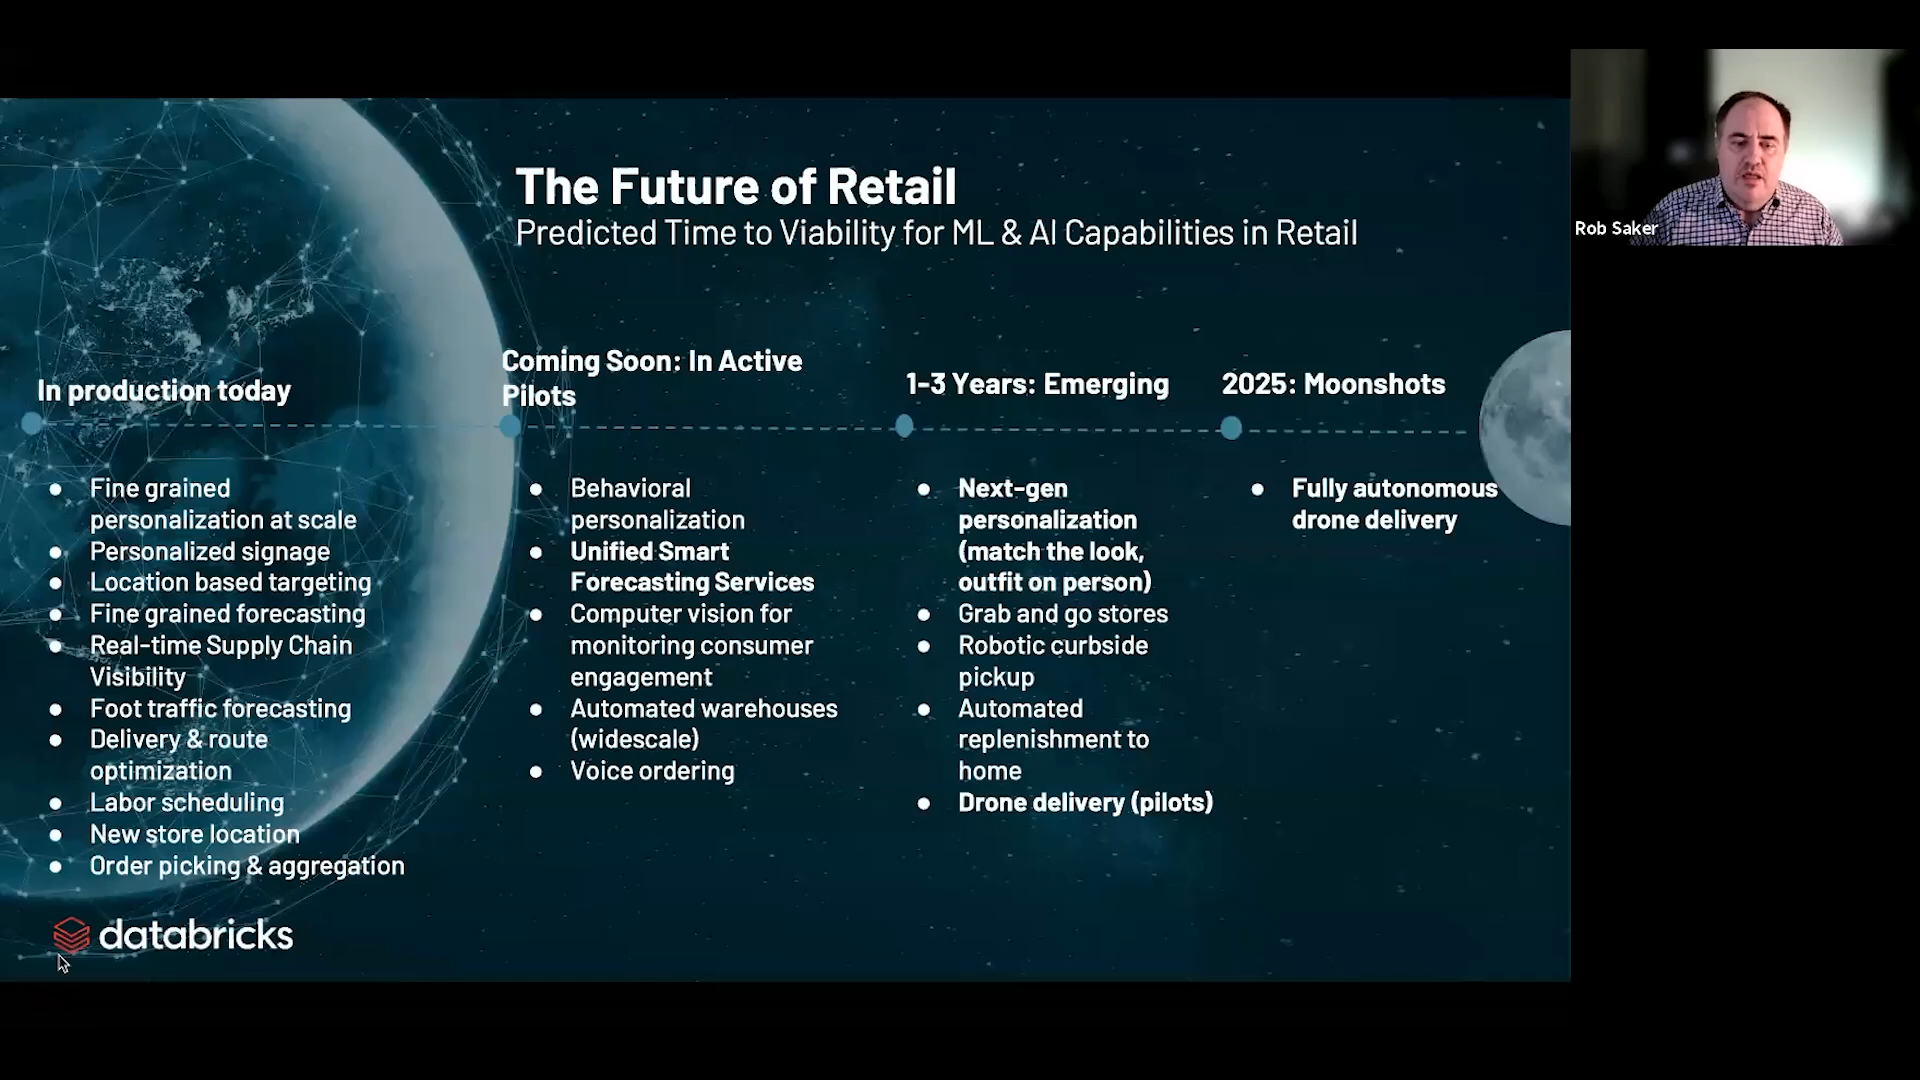 The Future of Retail
Predicted Time to Viability for ML & AI Capabilities in Retail
Rob Saker
In production today
● Fine grained
personalization at scale
● Personalized signage
● Location based targeting
● Fine grained forecasting
● Real-time Supply Chain
Visibility
● Foot traffic forecasting
● Delivery & route
optimization
● Labor scheduling
● New store location
● Order picking & aggregation
Coming Soon: In Active
Pilots
● Behavioral
personalization
● Unified Smart
Forecasting Services
● Computer vision for
monitoring consumer
engagement
● Automated warehouses
(widescale)
● Voice ordering
1-3 Years: Emerging
● Next-gen
personalization
(match the look,
outfit on person)
● Grab and go stores
● Robotic curbside
pickup
● Automated
replenishment to
home
● Drone delivery (pilots)
2025: Moonshots
● Fully autonomous
drone delivery
databricks